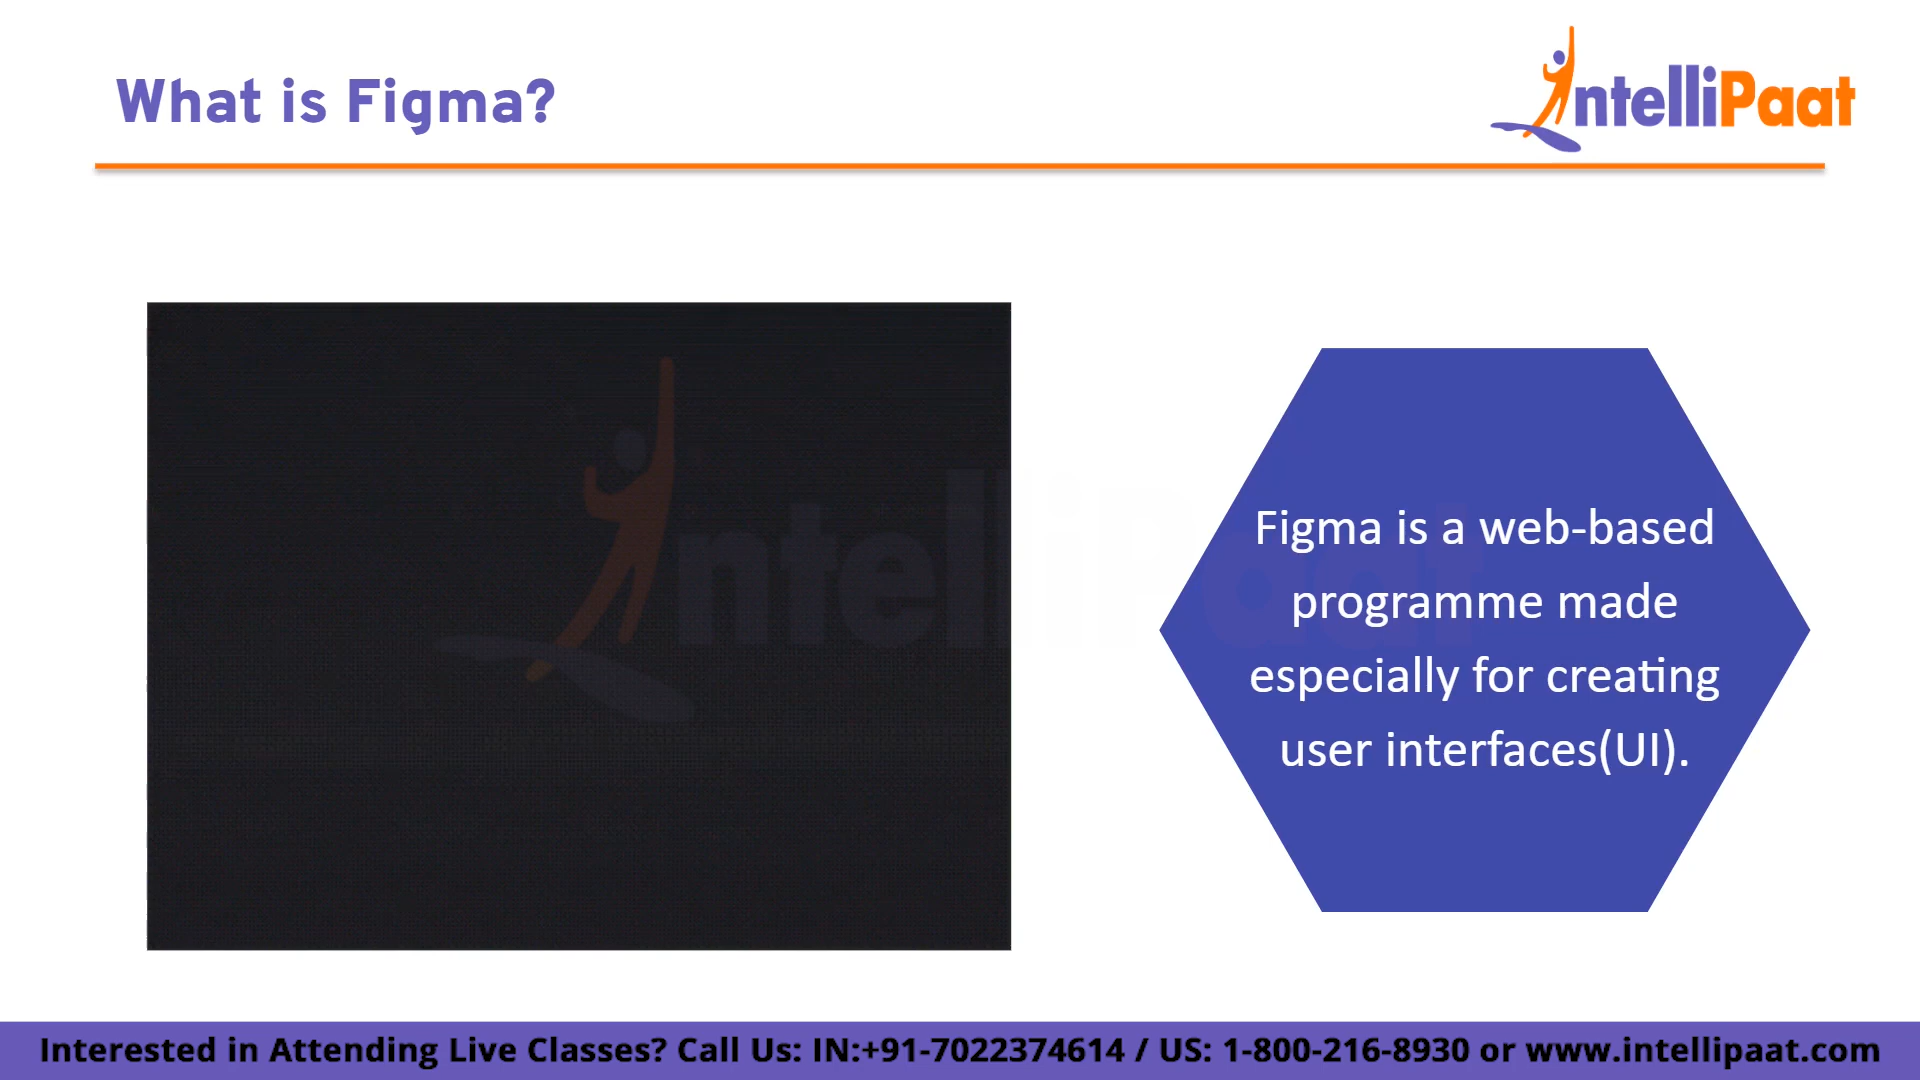 What is Figma?
IntelliPaat
IntelliPaat
Figma is a web-based
programme made
especially for creating
user interfaces(UI).
Interested in Attending Live Classes? Call Us: IN:+91-7022374614 / US: 1-800-216-8930 or www.intellipaat.com